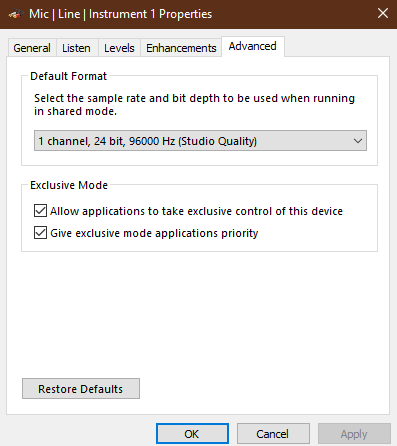 Mic | Line | Instrument 1 Properties
General Listen Levels Enhancements Advanced
Default Format
Select the sample rate and bit depth to be used when running
in shared mode.
1 channel, 24 bit, 96000 Hz (Studio Quality)
Exclusive Mode
Allow applications to take exclusive control of this device
Give exclusive mode applications priority
Restore Defaults
OK Cancel Apply